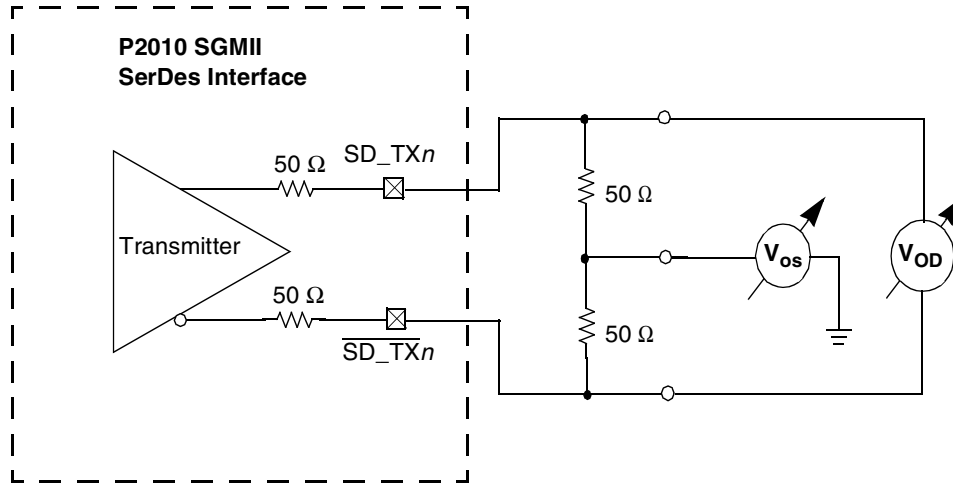 P2010 SGMII
SerDes Interface
50 Ω
SD_TXn
Transmitter
50 Ω
SD_TXn
50 Ω
50 Ω
Vos
VOD